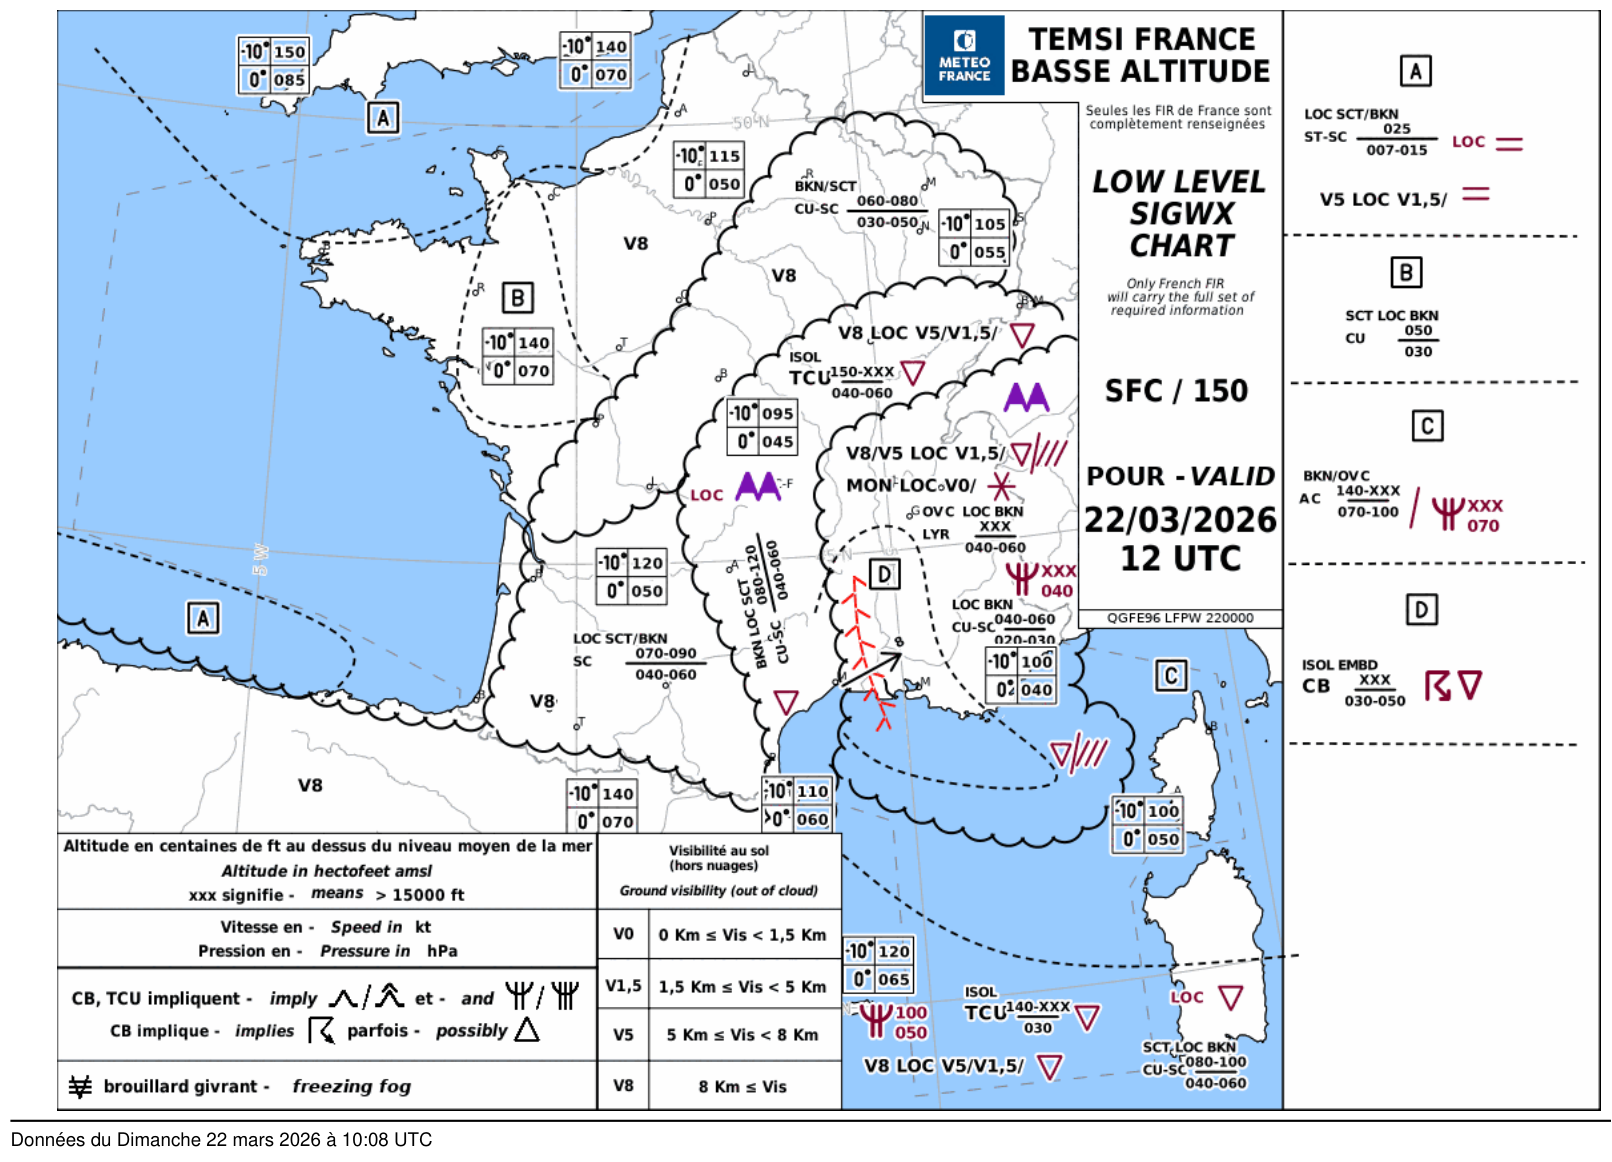 TEMSI FRANCE
BASSE ALTITUDE
METEO
FRANCE
Seules les FIR de France sont
complètement renseignées
LOW LEVEL
SIGWX
CHART
Only French FIR
will carry the full set of
required information
SFC / 150
POUR - VALID
22/03/2026
12 UTC
QGFE96 LFPW 220000
A
LOC SCT/BKN
ST-SC 025
007-015
LOC
V5 LOC V1,5/
B
SCT LOC BKN
CU 050
030
C
BKN/OVC
AC 140-XXX
070-100
XXX
070
D
ISOL EMBD
CB XXX
030-050
-10° 150
0° 085
-10° 140
0° 070
A
50°N
-10° 115
0° 050
BKN/SCT
CU-SC 060-080
030-050
-10° 105
0° 055
V8
V8
B
-10° 140
0° 070
V8 LOC V5/V1,5/
ISOL
TCU 150-XXX
040-060
-10° 095
0° 045
LOC
V8/V5 LOC V1,5/
MON LOC V0/
OVC LOC BKN
LYR XXX
040-060
XXX
040
5 W
-10° 120
0° 050
BKN LOC SCT
CU-SC 080-120
040-060
D
LOC BKN
CU-SC 040-060
020-030
-10° 100
0° 040
8
A
LOC SCT/BKN
SC 070-090
040-060
V8
C
V8
-10° 140
0° 070
-10° 110
0° 060
-10° 100
0° 050
-10° 120
0° 065
100
050
ISOL
TCU 140-XXX
030
V8 LOC V5/V1,5/
LOC
SCT LOC BKN
CU-SC 080-100
040-060
Altitude en centaines de ft au dessus du niveau moyen de la mer
Altitude in hectofeet amsl
xxx signifie - means > 15000 ft
Vitesse en - Speed in kt
Pression en - Pressure in hPa
CB, TCU impliquent - imply / et - and /
CB implique - implies parfois - possibly
brouillard givrant - freezing fog
Visibilité au sol
(hors nuages)
Ground visibility (out of cloud)
V0 0 Km ≤ Vis < 1,5 Km
V1,5 1,5 Km ≤ Vis < 5 Km
V5 5 Km ≤ Vis < 8 Km
V8 8 Km ≤ Vis
Données du Dimanche 22 mars 2026 à 10:08 UTC